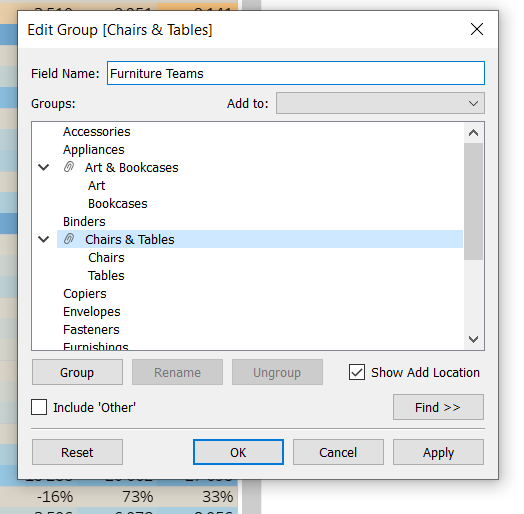 Edit Group [Chairs & Tables]
Field Name: Furniture Teams
Groups: Add to:
Accessories
Appliances
Art & Bookcases
Art
Bookcases
Binders
Chairs & Tables
Chairs
Tables
Copiers
Envelopes
Fasteners
Furnishings
Group Rename Ungroup Show Add Location
Include 'Other' Find >>
Reset OK Cancel Apply
-16% 73% 33%